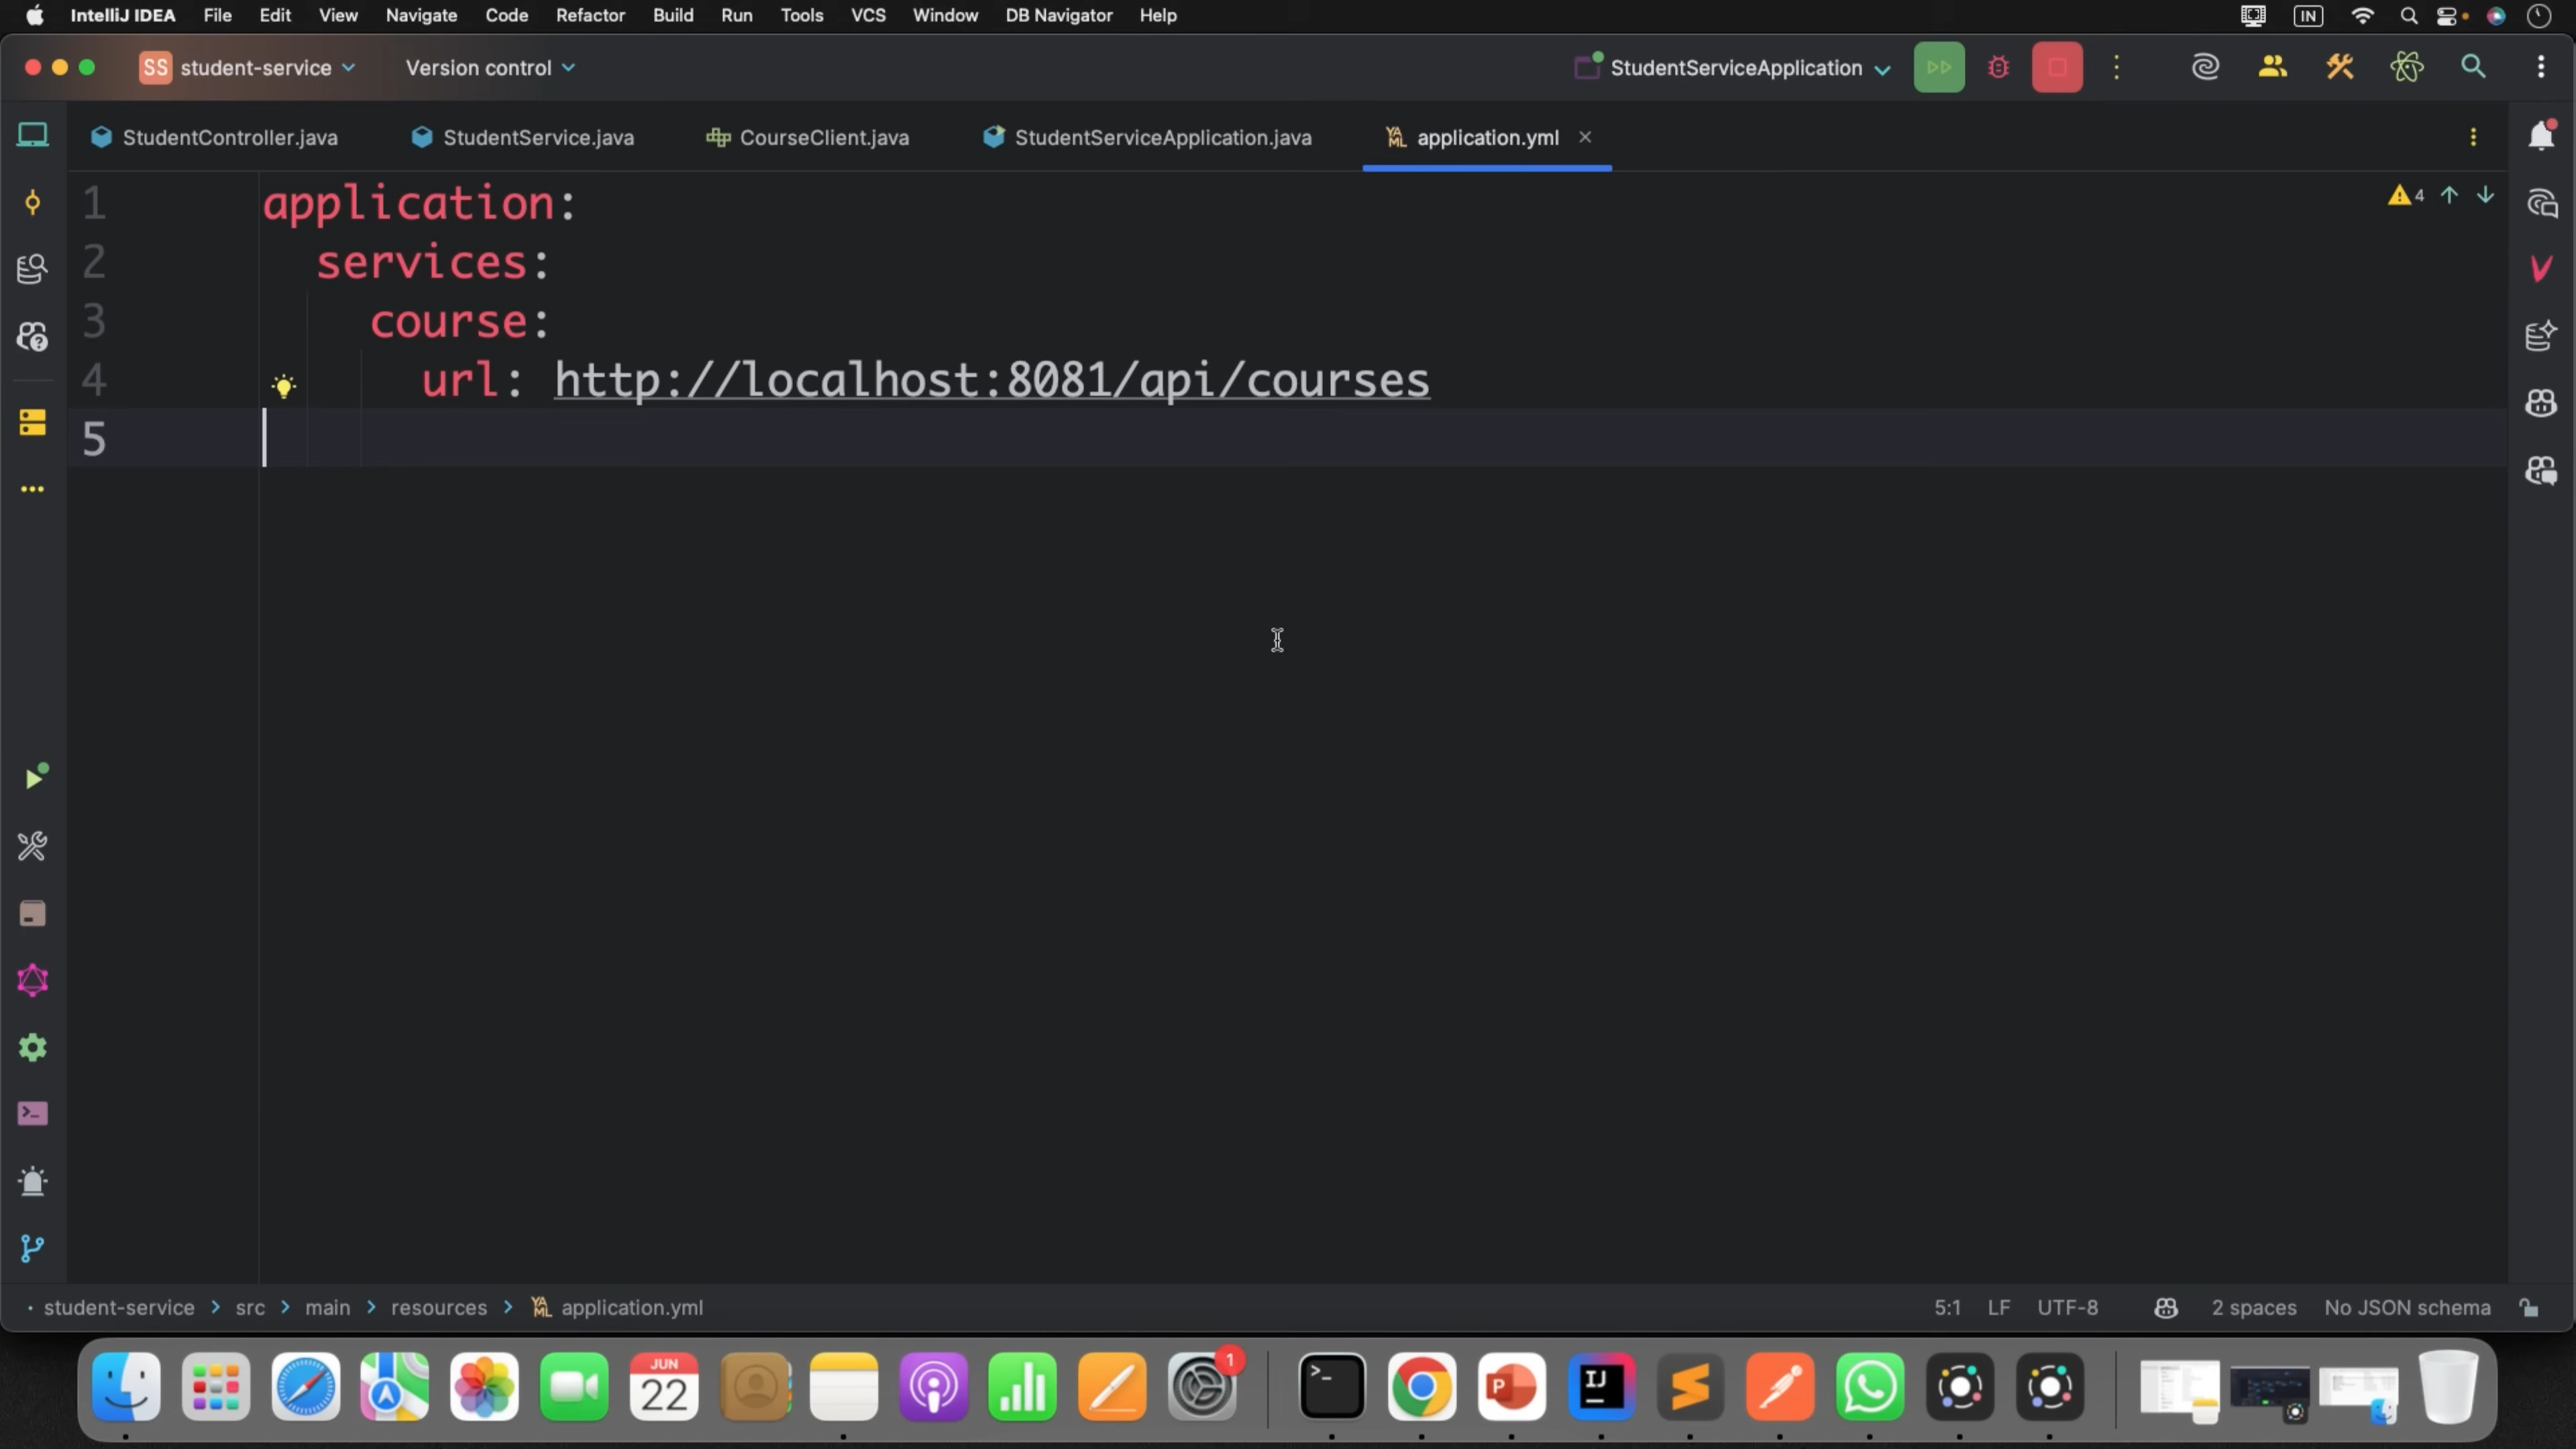 IntelliJ IDEA File Edit View Navigate Code Refactor Build Run Tools VCS Window DB Navigator Help IN
SS student-service Version control StudentServiceApplication
StudentController.java StudentService.java CourseClient.java StudentServiceApplication.java application.yml
1 application: 4
2 services:
3 course:
4 url: http://localhost:8081/api/courses
5
student-service > src > main > resources > application.yml 5:1 LF UTF-8 2 spaces No JSON schema
JUN
22
1
>_
P
IJ